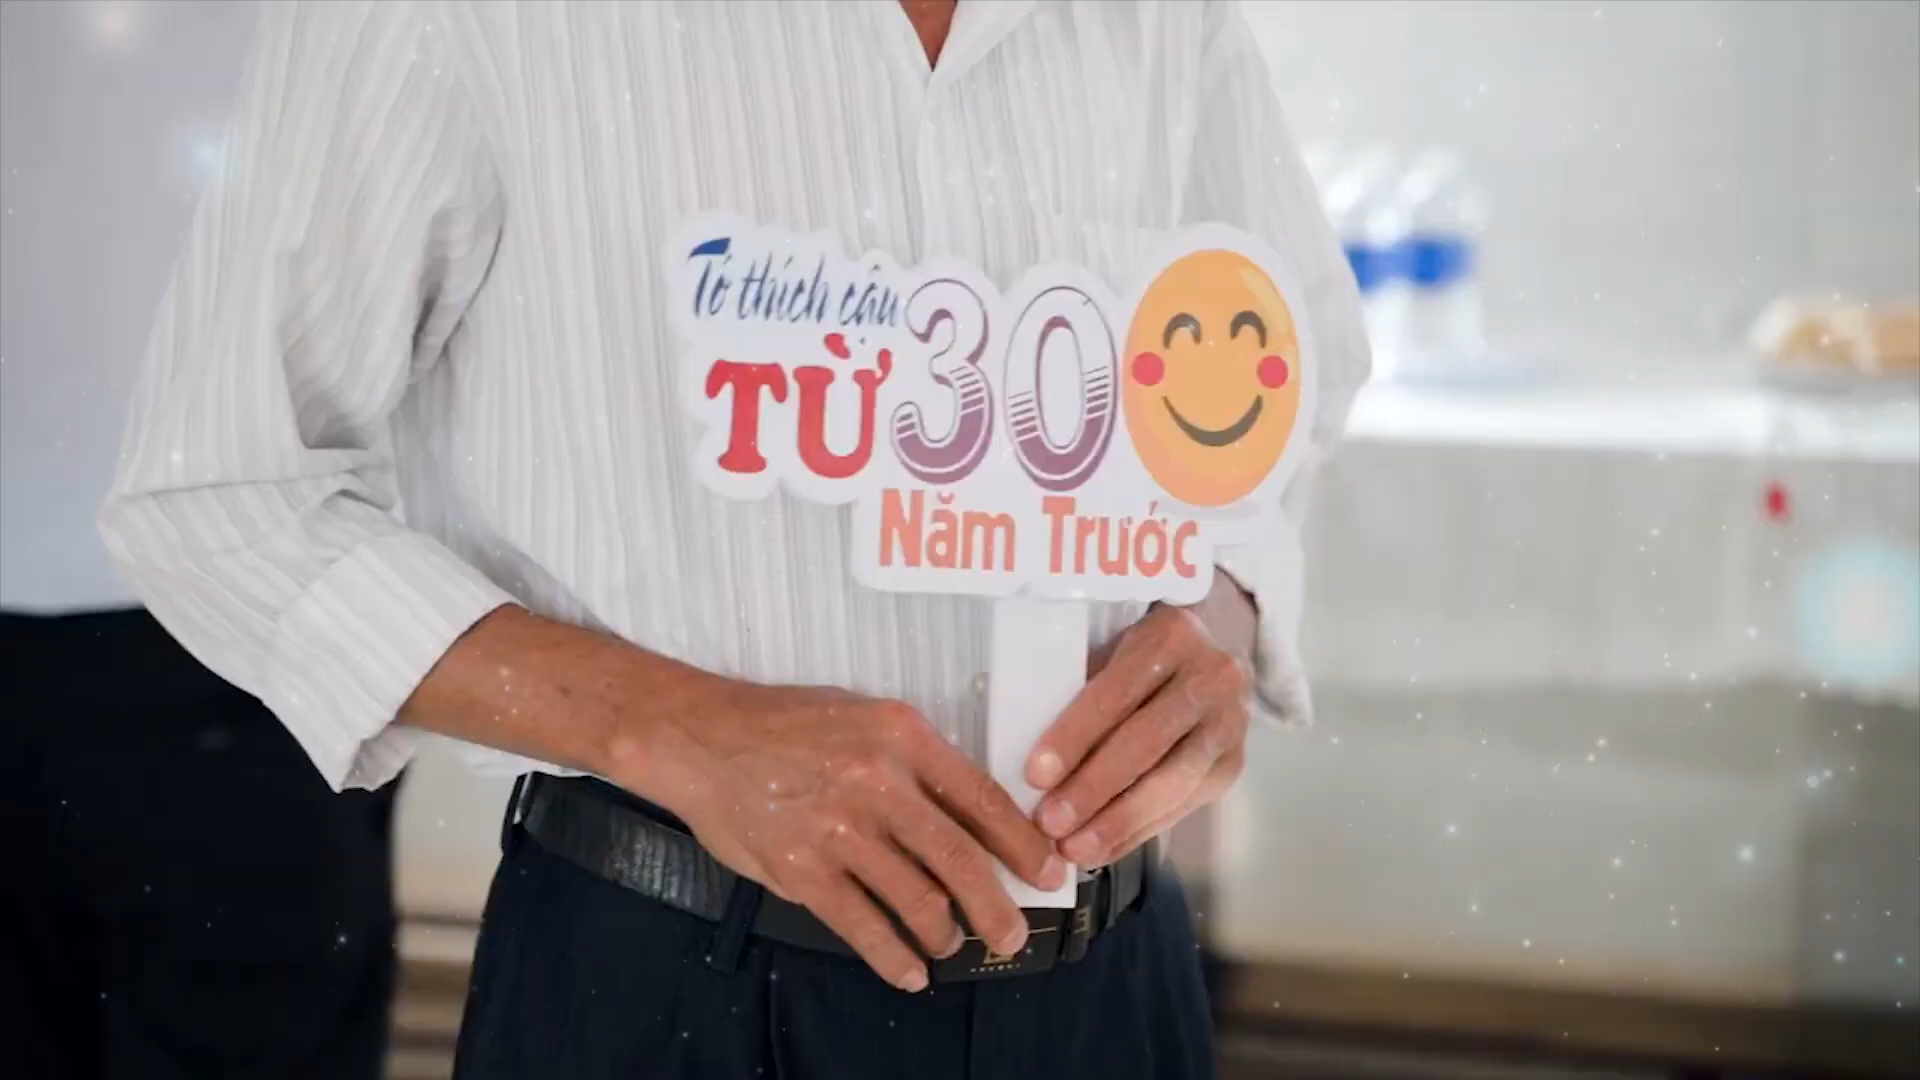 Tớ thích cậu
TỪ 30
Năm Trước